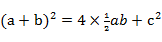 (a + b)² = 4 × ½ab + c²